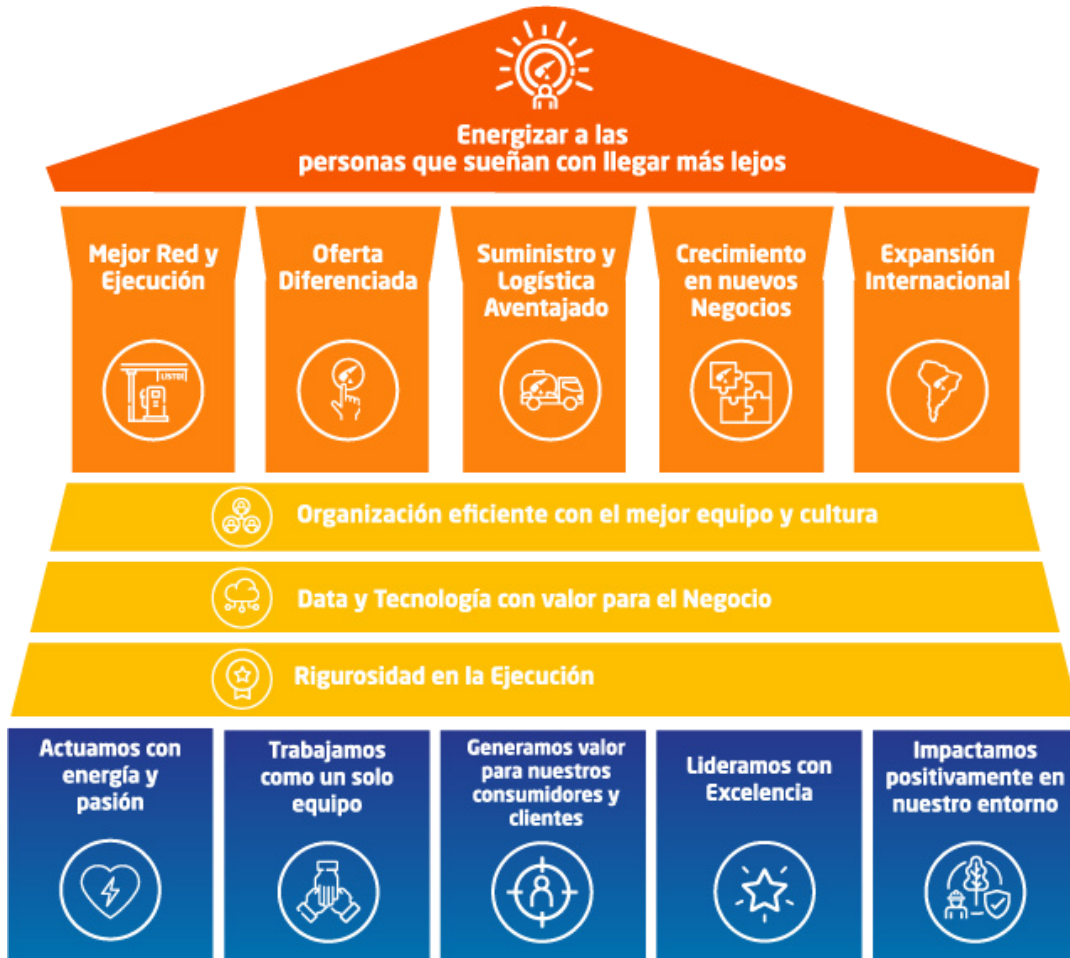 Energizar a las
personas que sueñan con llegar más lejos
Mejor Red y
Ejecución
LISTO!
Oferta
Diferenciada
Suministro y
Logística
Aventajado
Crecimiento
en nuevos
Negocios
Expansión
Internacional
Organización eficiente con el mejor equipo y cultura
Data y Tecnología con valor para el Negocio
Rigurosidad en la Ejecución
Actuamos con
energía y
pasión
Trabajamos
como un solo
equipo
Generamos valor
para nuestros
consumidores y
clientes
Lideramos con
Excelencia
Impactamos
positivamente en
nuestro entorno